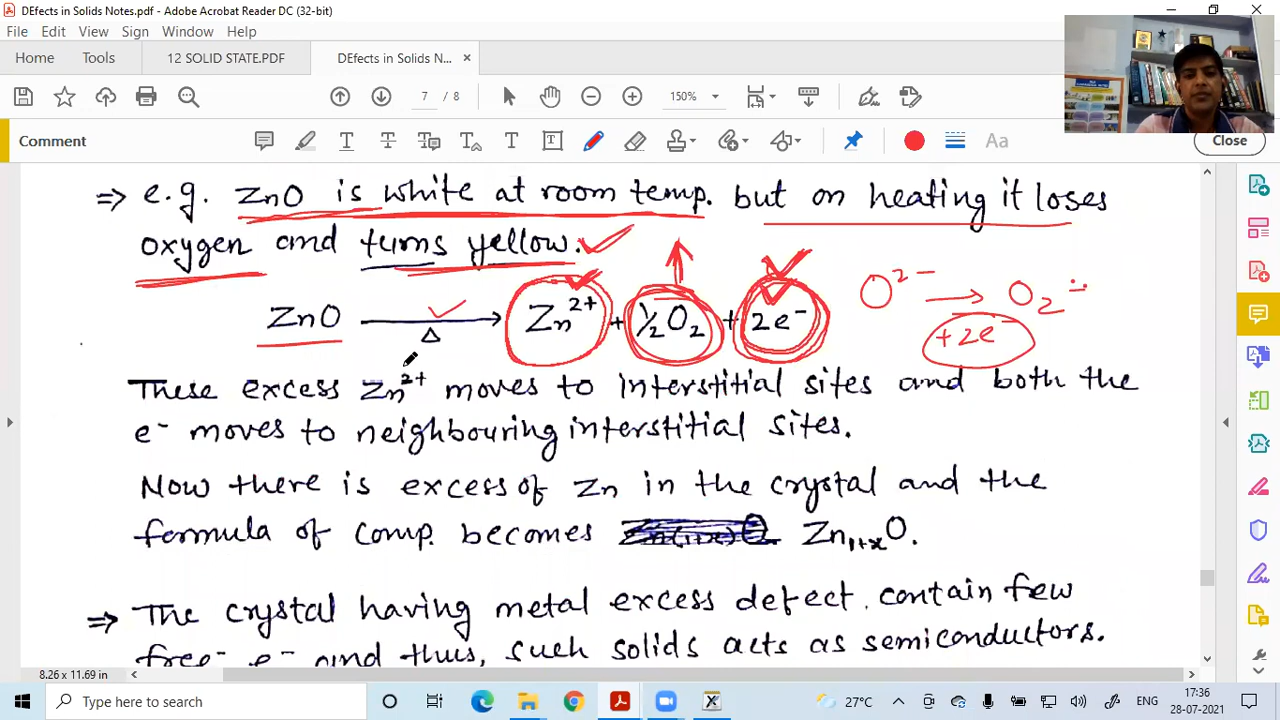 DEfects in Solids Notes.pdf - Adobe Acrobat Reader DC (32-bit)
File Edit View Sign Window Help
Home Tools 12 SOLID STATE.PDF DEfects in Solids N... ×
7 / 8 150%
Comment T T T T Aa Close
⇒ e.g. ZnO is white at room temp. but on heating it loses
oxygen and turns yellow.
ZnO →Δ Zn²⁺ + ½O₂ + 2e⁻ O²⁻ → O₂
+2e⁻
These excess Zn²⁺ moves to interstitial sites and both the
e⁻ moves to neighbouring interstitial sites.
Now there is excess of Zn in the crystal and the
formula of comp. becomes Zn₁₊ₓO.
⇒ The crystal having metal excess defect. contain few
free e⁻ and thus, such solids acts as semiconductors.
8.26 x 11.69 in
Type here to search 27°C ENG 17:36
28-07-2021